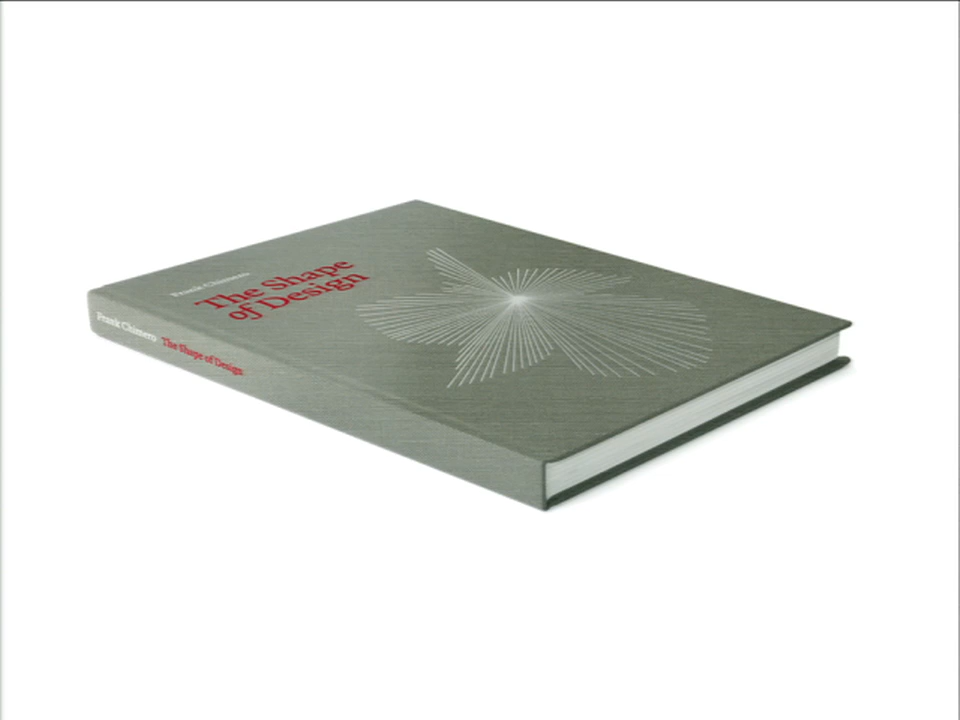 Frank Chimero
The Shape
of Design
Frank Chimero The Shape of Design